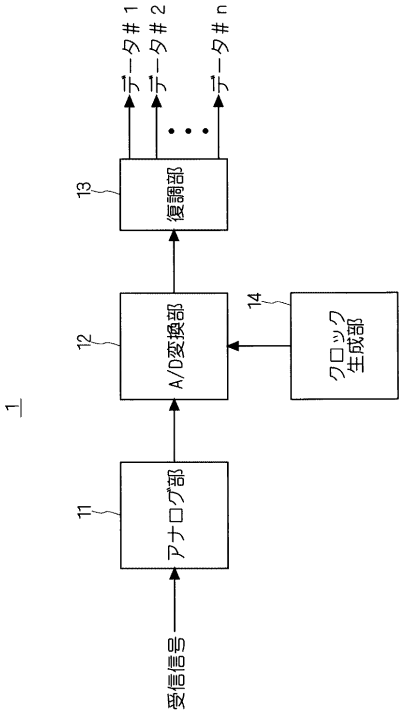 1
受信信号
11
アナログ部
12
A/D変換部
13
復調部
14
クロック
生成部
データ#1
データ#2
データ#n